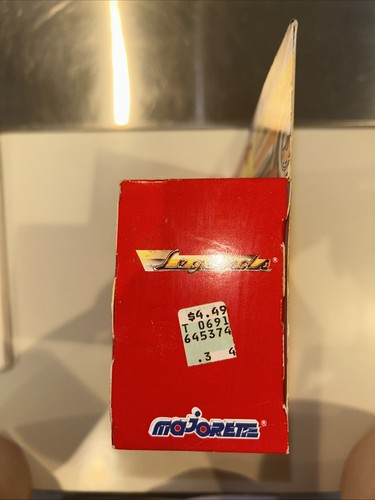 Legends®
$4.49
T 0691
645374
.3 4
MAJORETTE®